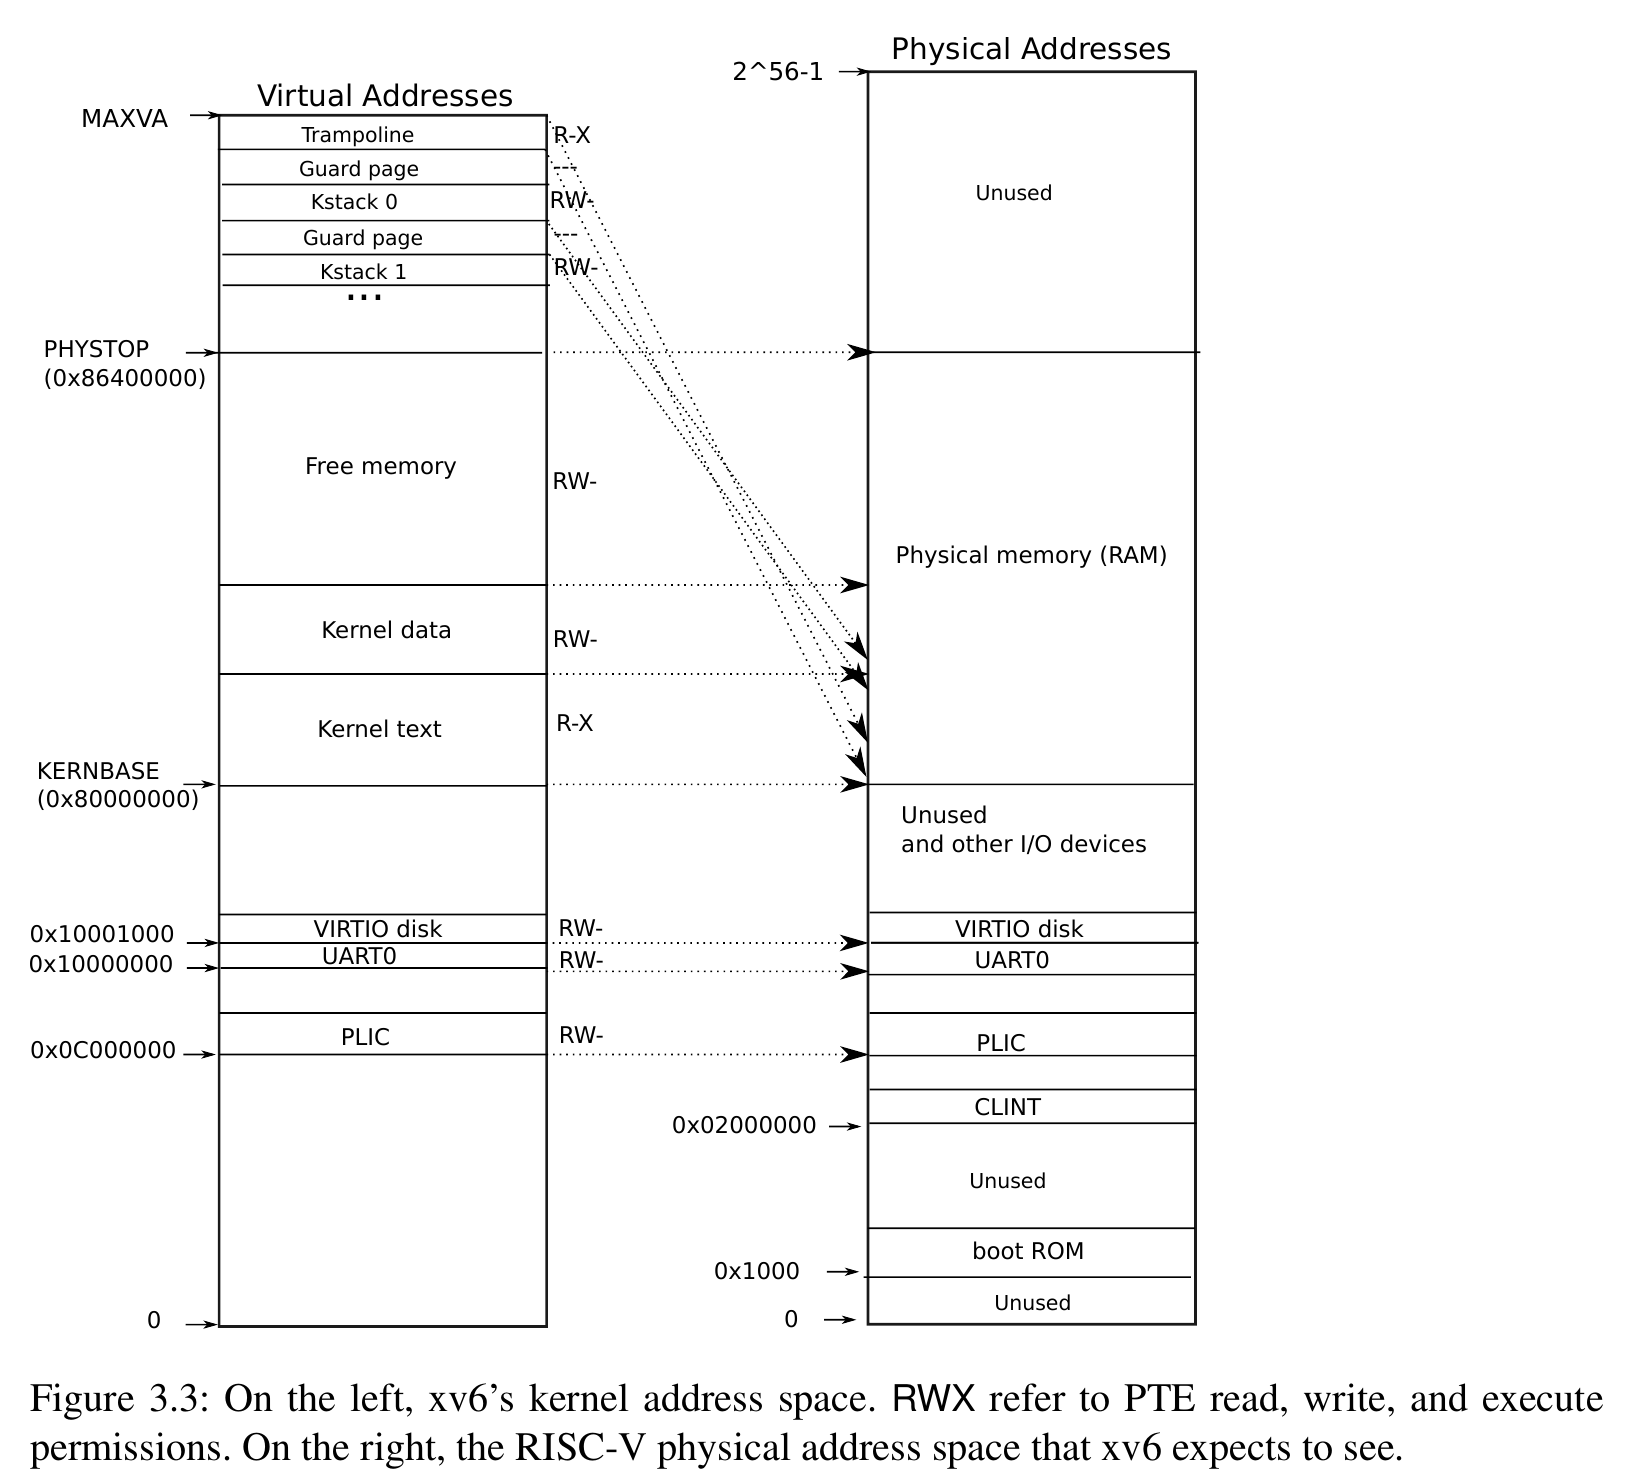 Physical Addresses
2^56-1
Virtual Addresses
MAXVA
Trampoline
R-X
Guard page
---
Unused
Kstack 0
RW-
Guard page
---
Kstack 1
RW-
...
PHYSTOP
(0x86400000)
Free memory
RW-
Physical memory (RAM)
Kernel data
RW-
Kernel text
R-X
KERNBASE
(0x80000000)
Unused
and other I/O devices
0x10001000
VIRTIO disk
RW-
VIRTIO disk
0x10000000
UART0
RW-
UART0
0x0C000000
PLIC
RW-
PLIC
CLINT
0x02000000
Unused
boot ROM
0x1000
Unused
0
0
Figure 3.3: On the left, xv6’s kernel address space. RWX refer to PTE read, write, and execute
permissions. On the right, the RISC-V physical address space that xv6 expects to see.